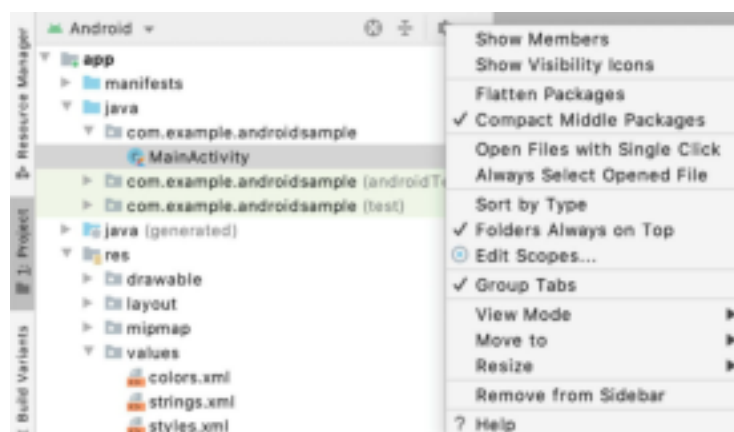 Android
app
manifests
java
com.example.androidsample
MainActivity
com.example.androidsample (androidTe
com.example.androidsample (test)
java (generated)
res
drawable
layout
mipmap
values
colors.xml
strings.xml
styles.xml
Resource Manager
1: Project
Build Variants
Show Members
Show Visibility Icons
Flatten Packages
Compact Middle Packages
Open Files with Single Click
Always Select Opened File
Sort by Type
Folders Always on Top
Edit Scopes...
Group Tabs
View Mode
Move to
Resize
Remove from Sidebar
? Help